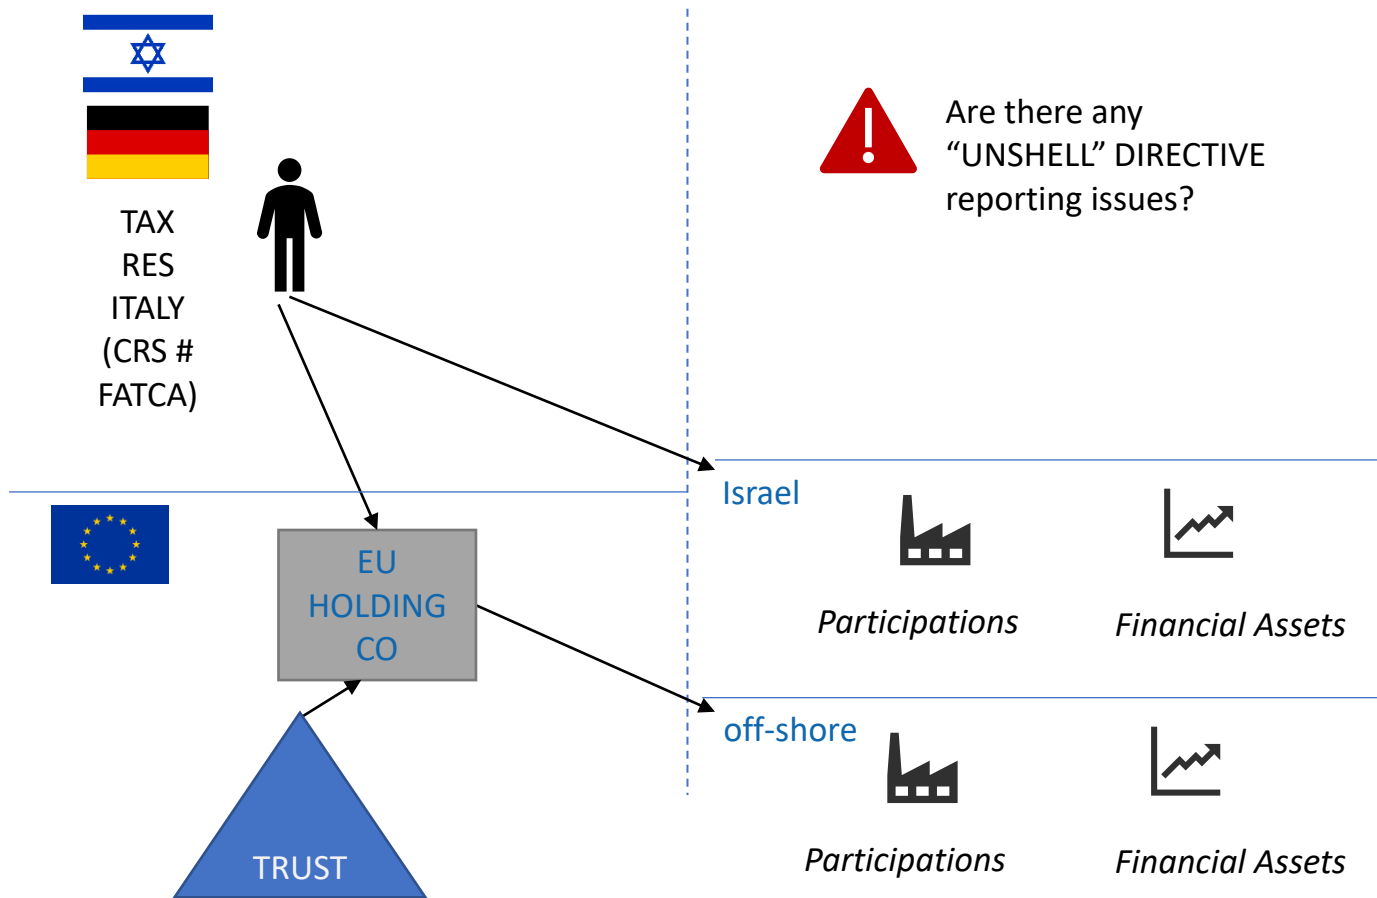 TAX
RES
ITALY
(CRS #
FATCA)
Are there any
“UNSHELL” DIRECTIVE
reporting issues?
Israel
Participations
Financial Assets
EU
HOLDING
CO
off-shore
Participations
Financial Assets
TRUST